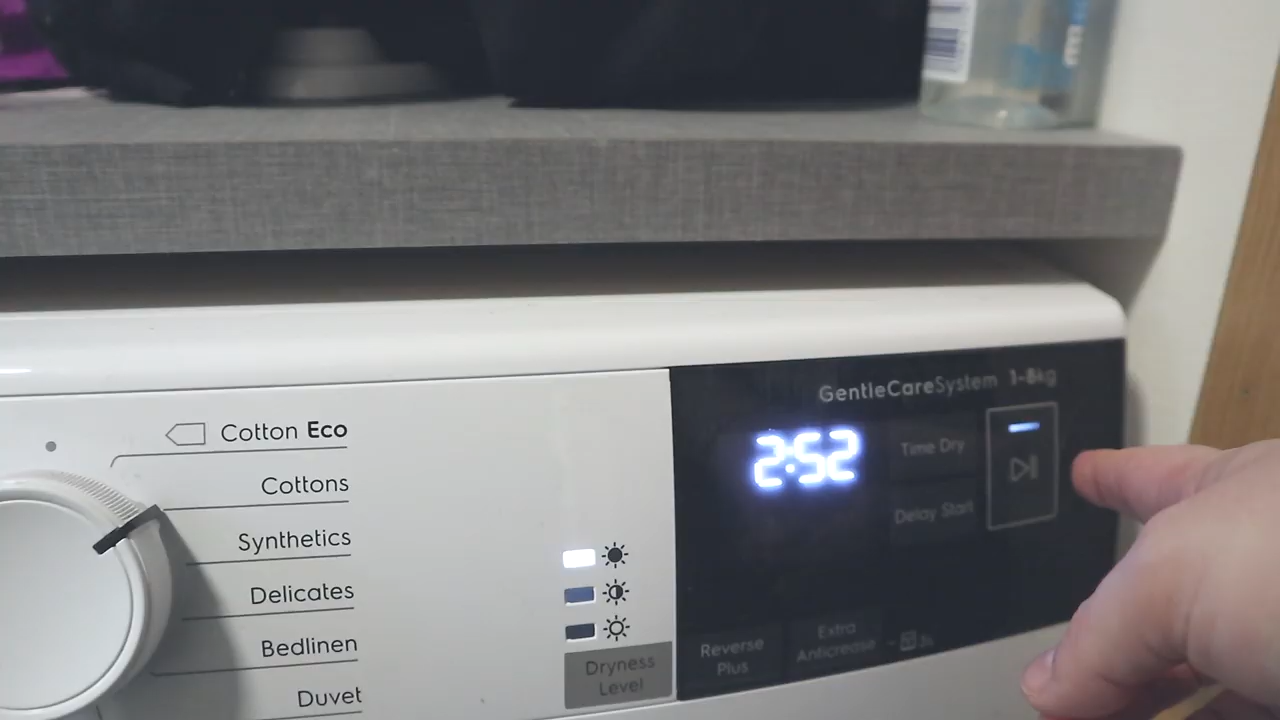 GentleCareSystem 1-8kg
Cotton Eco
Cottons
Synthetics
Delicates
Bedlinen
Duvet
Dryness
Level
2:52
Time Dry
Delay Start
Reverse
Plus
Extra
Anticrease
3s